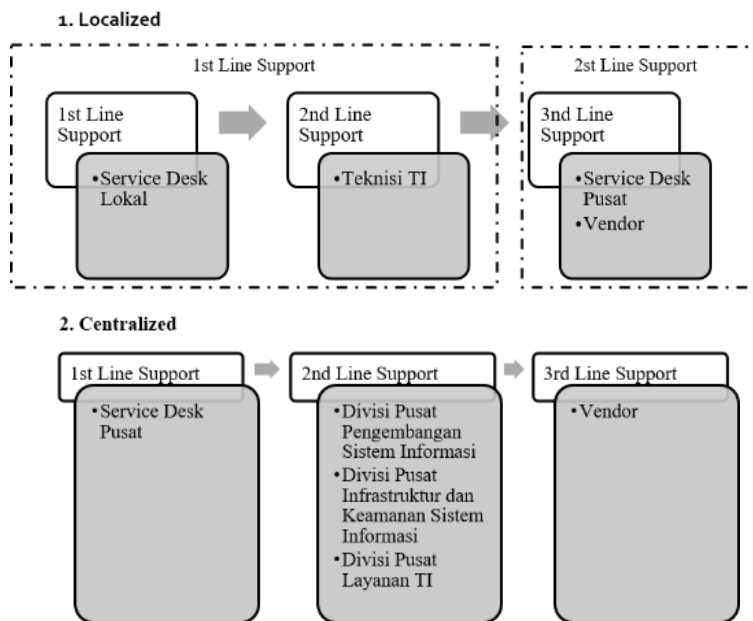 1. Localized
1st Line Support
2st Line Support
1st Line
Support
2nd Line
Support
3nd Line
Support
•Service Desk
Lokal
•Teknisi TI
•Service Desk
Pusat
•Vendor
2. Centralized
1st Line Support
2nd Line Support
3rd Line Support
•Service Desk
Pusat
•Divisi Pusat
Pengembangan
Sistem Informasi
•Divisi Pusat
Infrastruktur dan
Keamanan Sistem
Informasi
•Divisi Pusat
Layanan TI
•Vendor